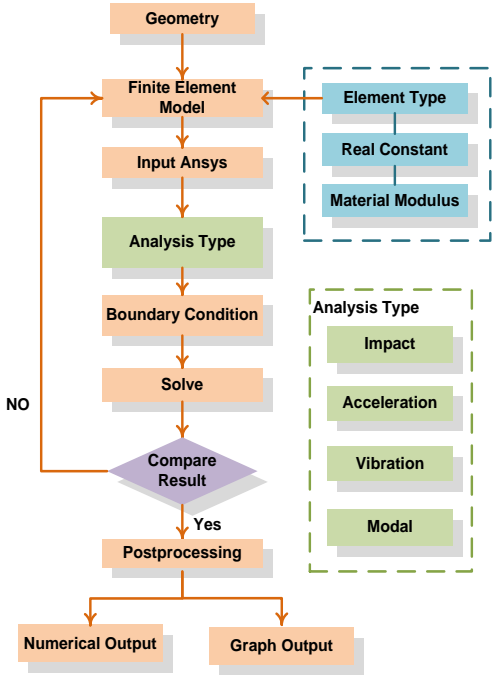 Geometry
Finite Element
Model
Input Ansys
Analysis Type
Boundary Condition
Solve
NO
Compare
Result
Yes
Postprocessing
Numerical Output
Graph Output
Element Type
Real Constant
Material Modulus
Analysis Type
Impact
Acceleration
Vibration
Modal